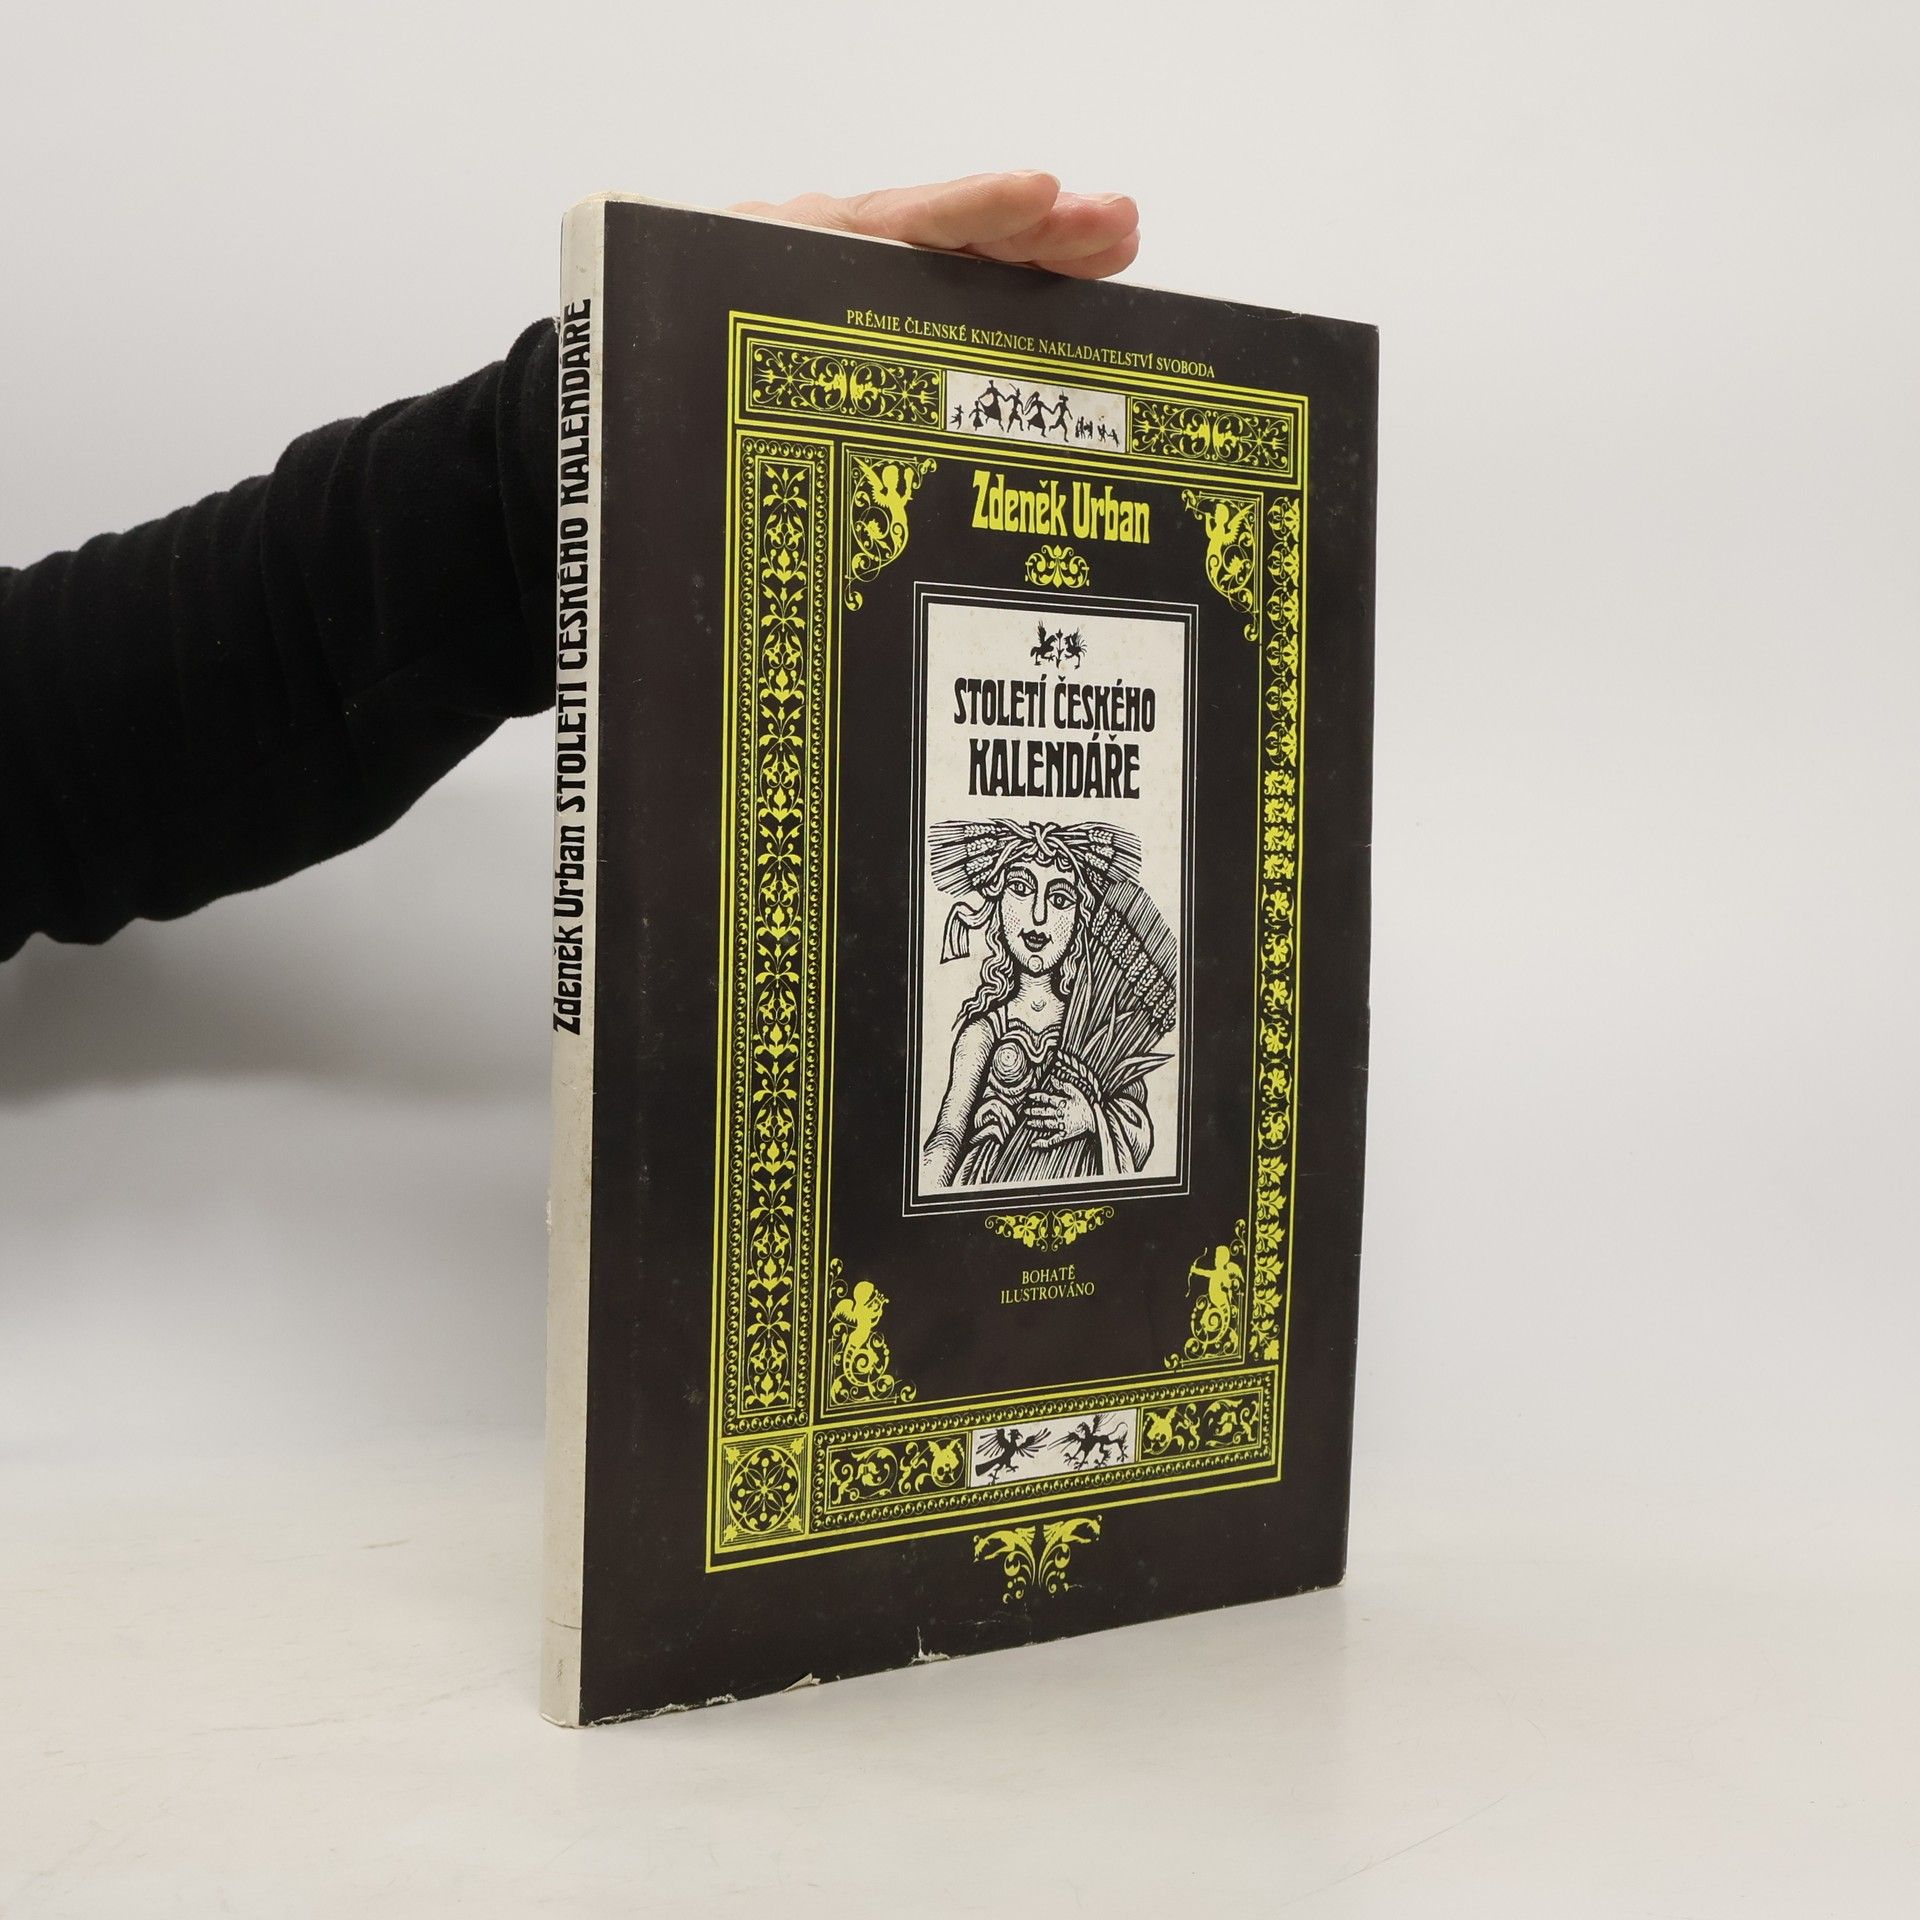 Zdeněk Urban STOLETÍ ČESKÉHO KALENDÁŘE
PRÉMIE ČLENSKÉ KNIŽNICE NAKLADATELSTVÍ SVOBODA
Zdeněk Urban
STOLETÍ ČESKÉHO
KALENDÁŘE
BOHATĚ
ILUSTROVÁNO